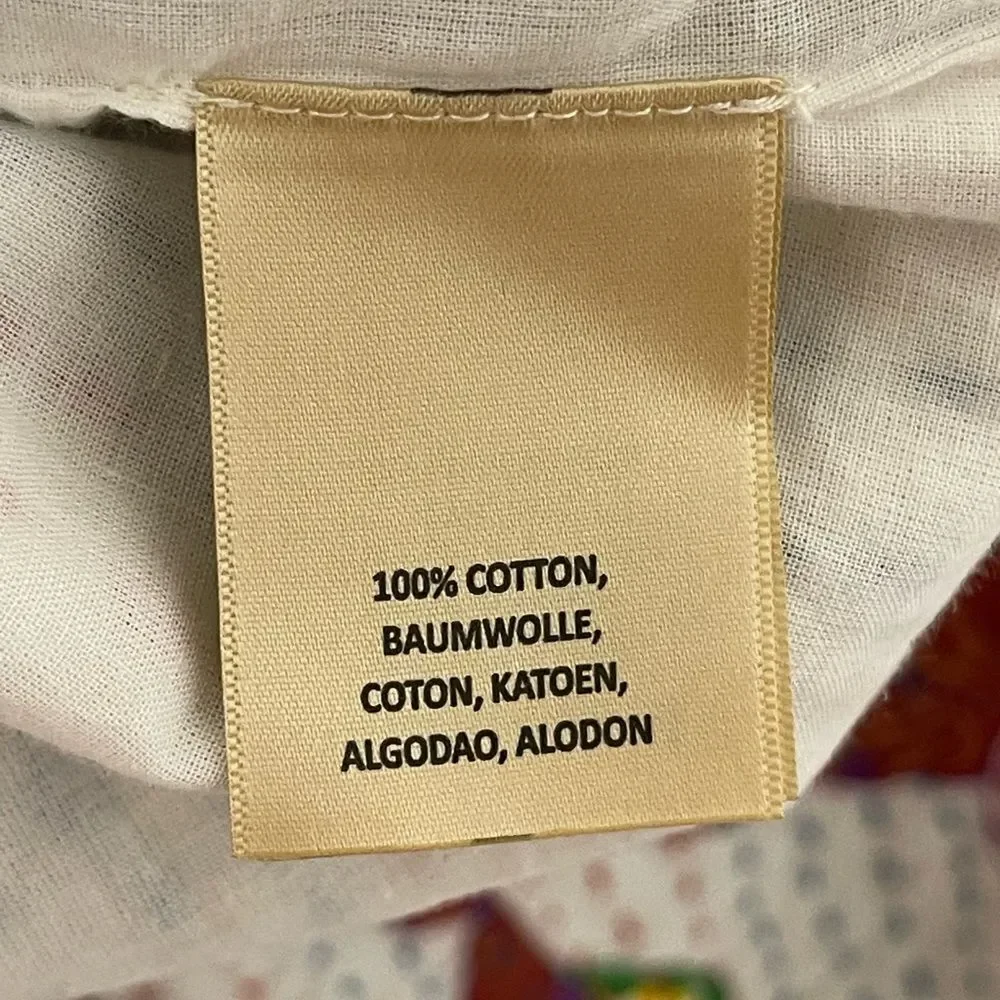 100% COTTON,
BAUMWOLLE,
COTON, KATOEN,
ALGODAO, ALODON